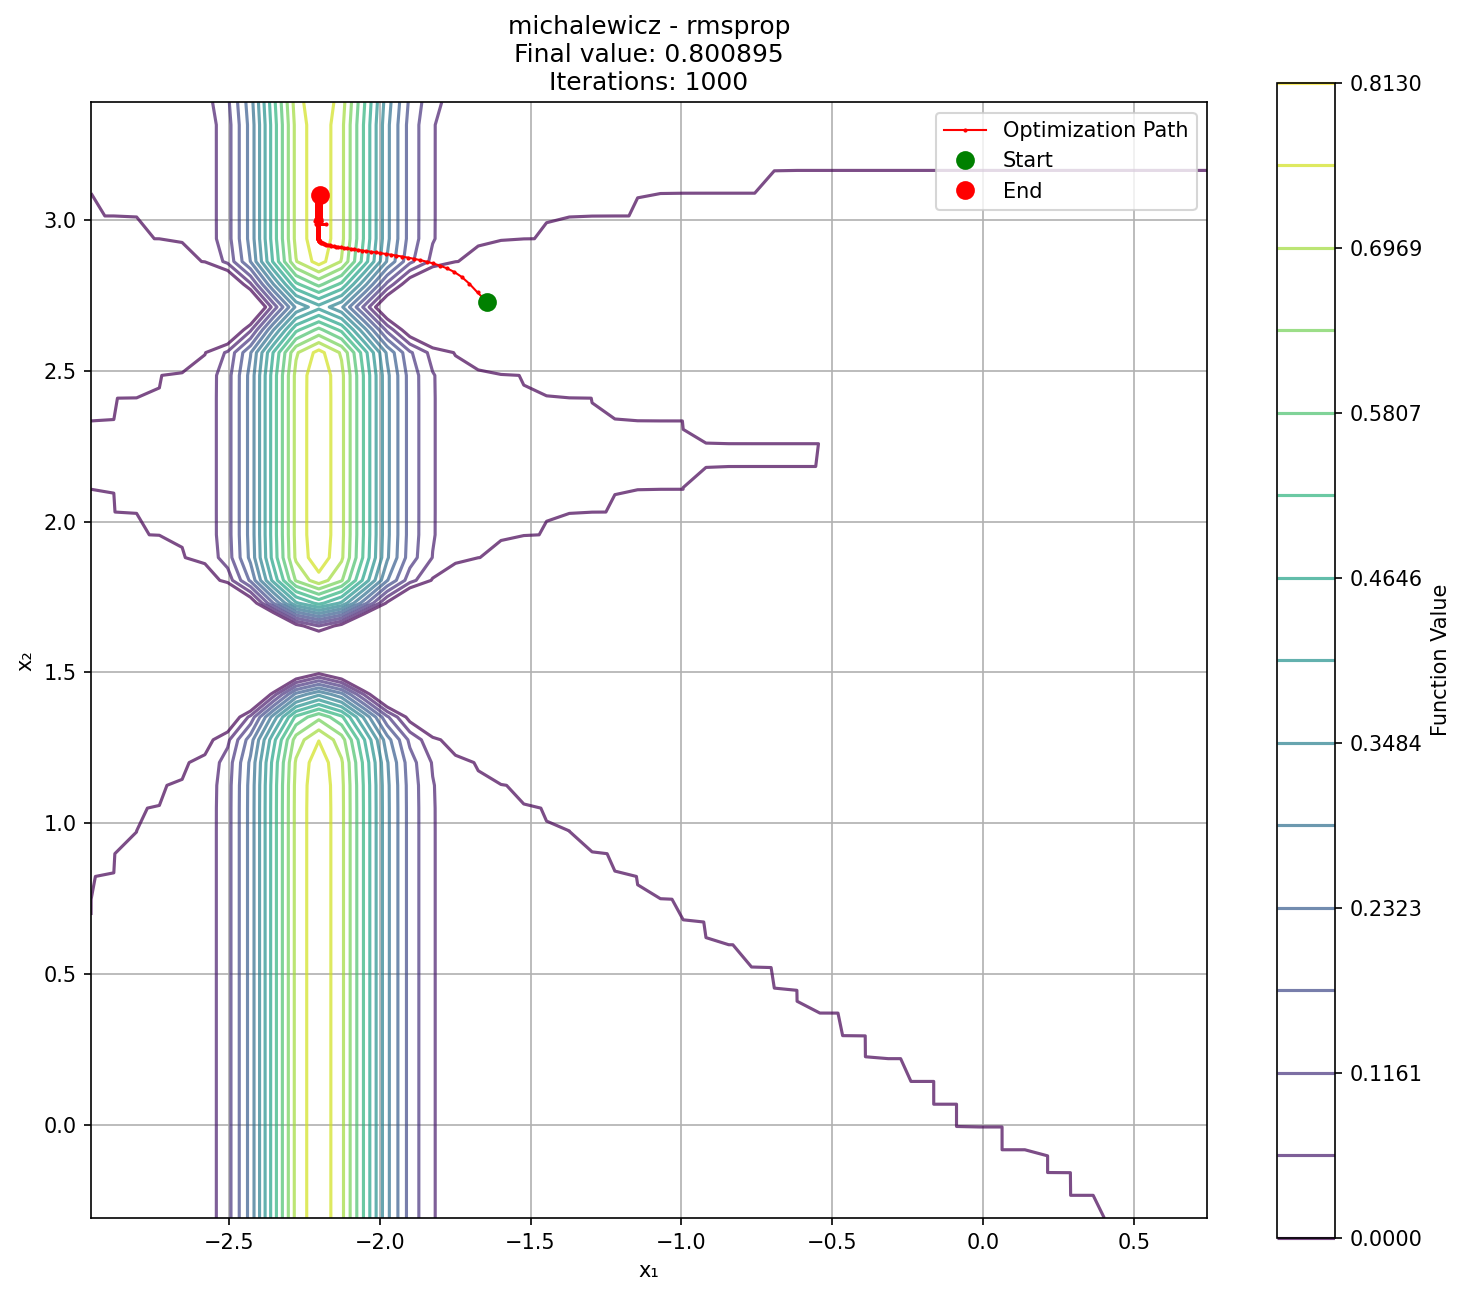 michalewicz - rmsprop
Final value: 0.800895
Iterations: 1000
Optimization Path
Start
End
3.0
2.5
2.0
1.5
1.0
0.5
0.0
x₂
−2.5
−2.0
−1.5
−1.0
−0.5
0.0
0.5
x₁
0.8130
0.6969
0.5807
0.4646
0.3484
0.2323
0.1161
0.0000
Function Value